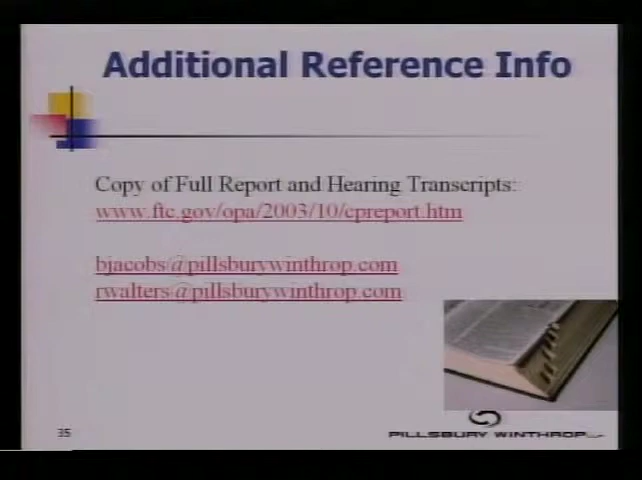 Additional Reference Info
Copy of Full Report and Hearing Transcripts:
www.ftc.gov/opa/2003/10/cpreport.htm
bjacobs@pillsburywinthrop.com
rwalters@pillsburywinthrop.com
35
PILLSBURY WINTHROP